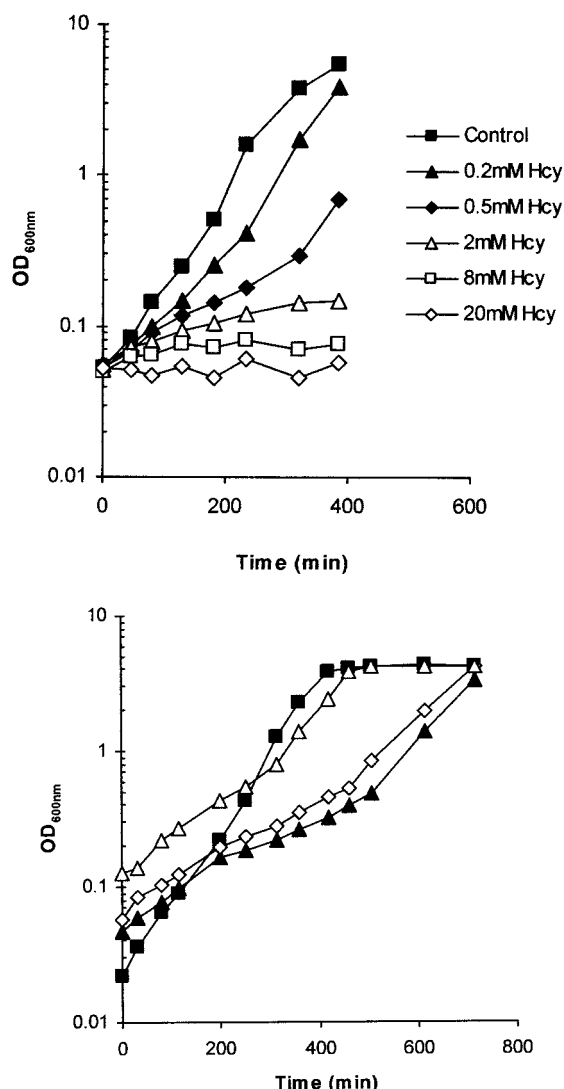 10
1
0.1
0.01
OD600nm
0
200
400
600
Time (min)
Control
0.2mM Hcy
0.5mM Hcy
2mM Hcy
8mM Hcy
20mM Hcy
10
1
0.1
0.01
OD600nm
0
200
400
600
800
Time (min)